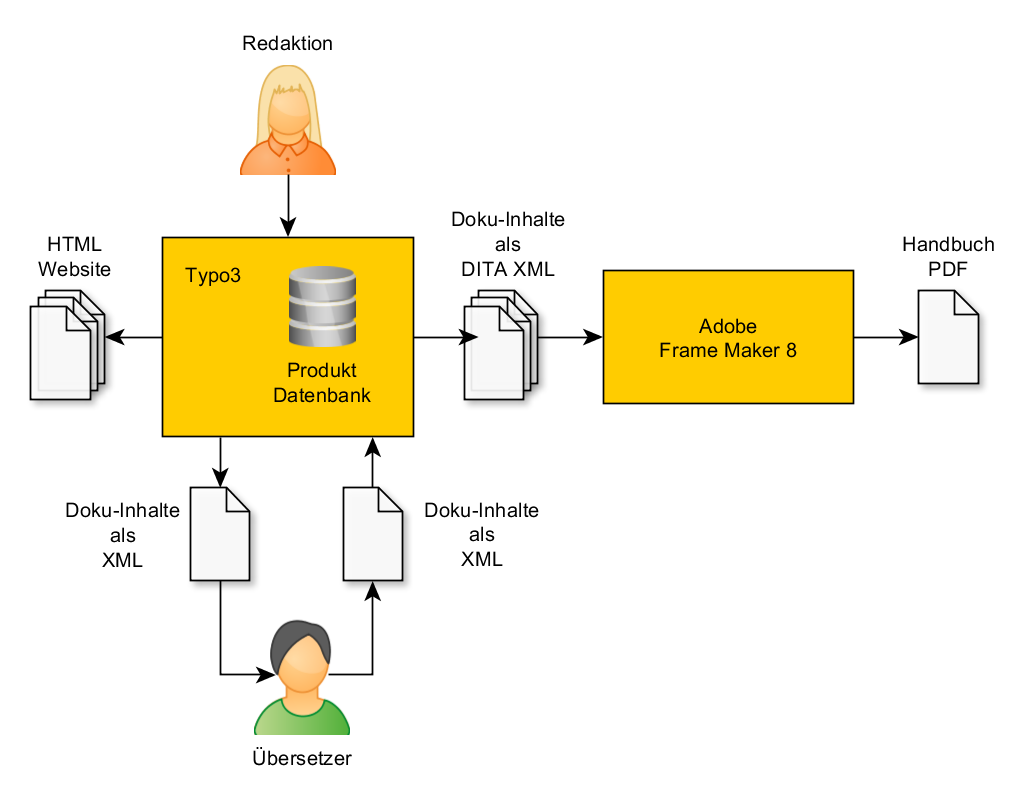 Redaktion
HTML
Website
Typo3
Produkt
Datenbank
Doku-Inhalte
als
DITA XML
Adobe
Frame Maker 8
Handbuch
PDF
Doku-Inhalte
als
XML
Doku-Inhalte
als
XML
Übersetzer